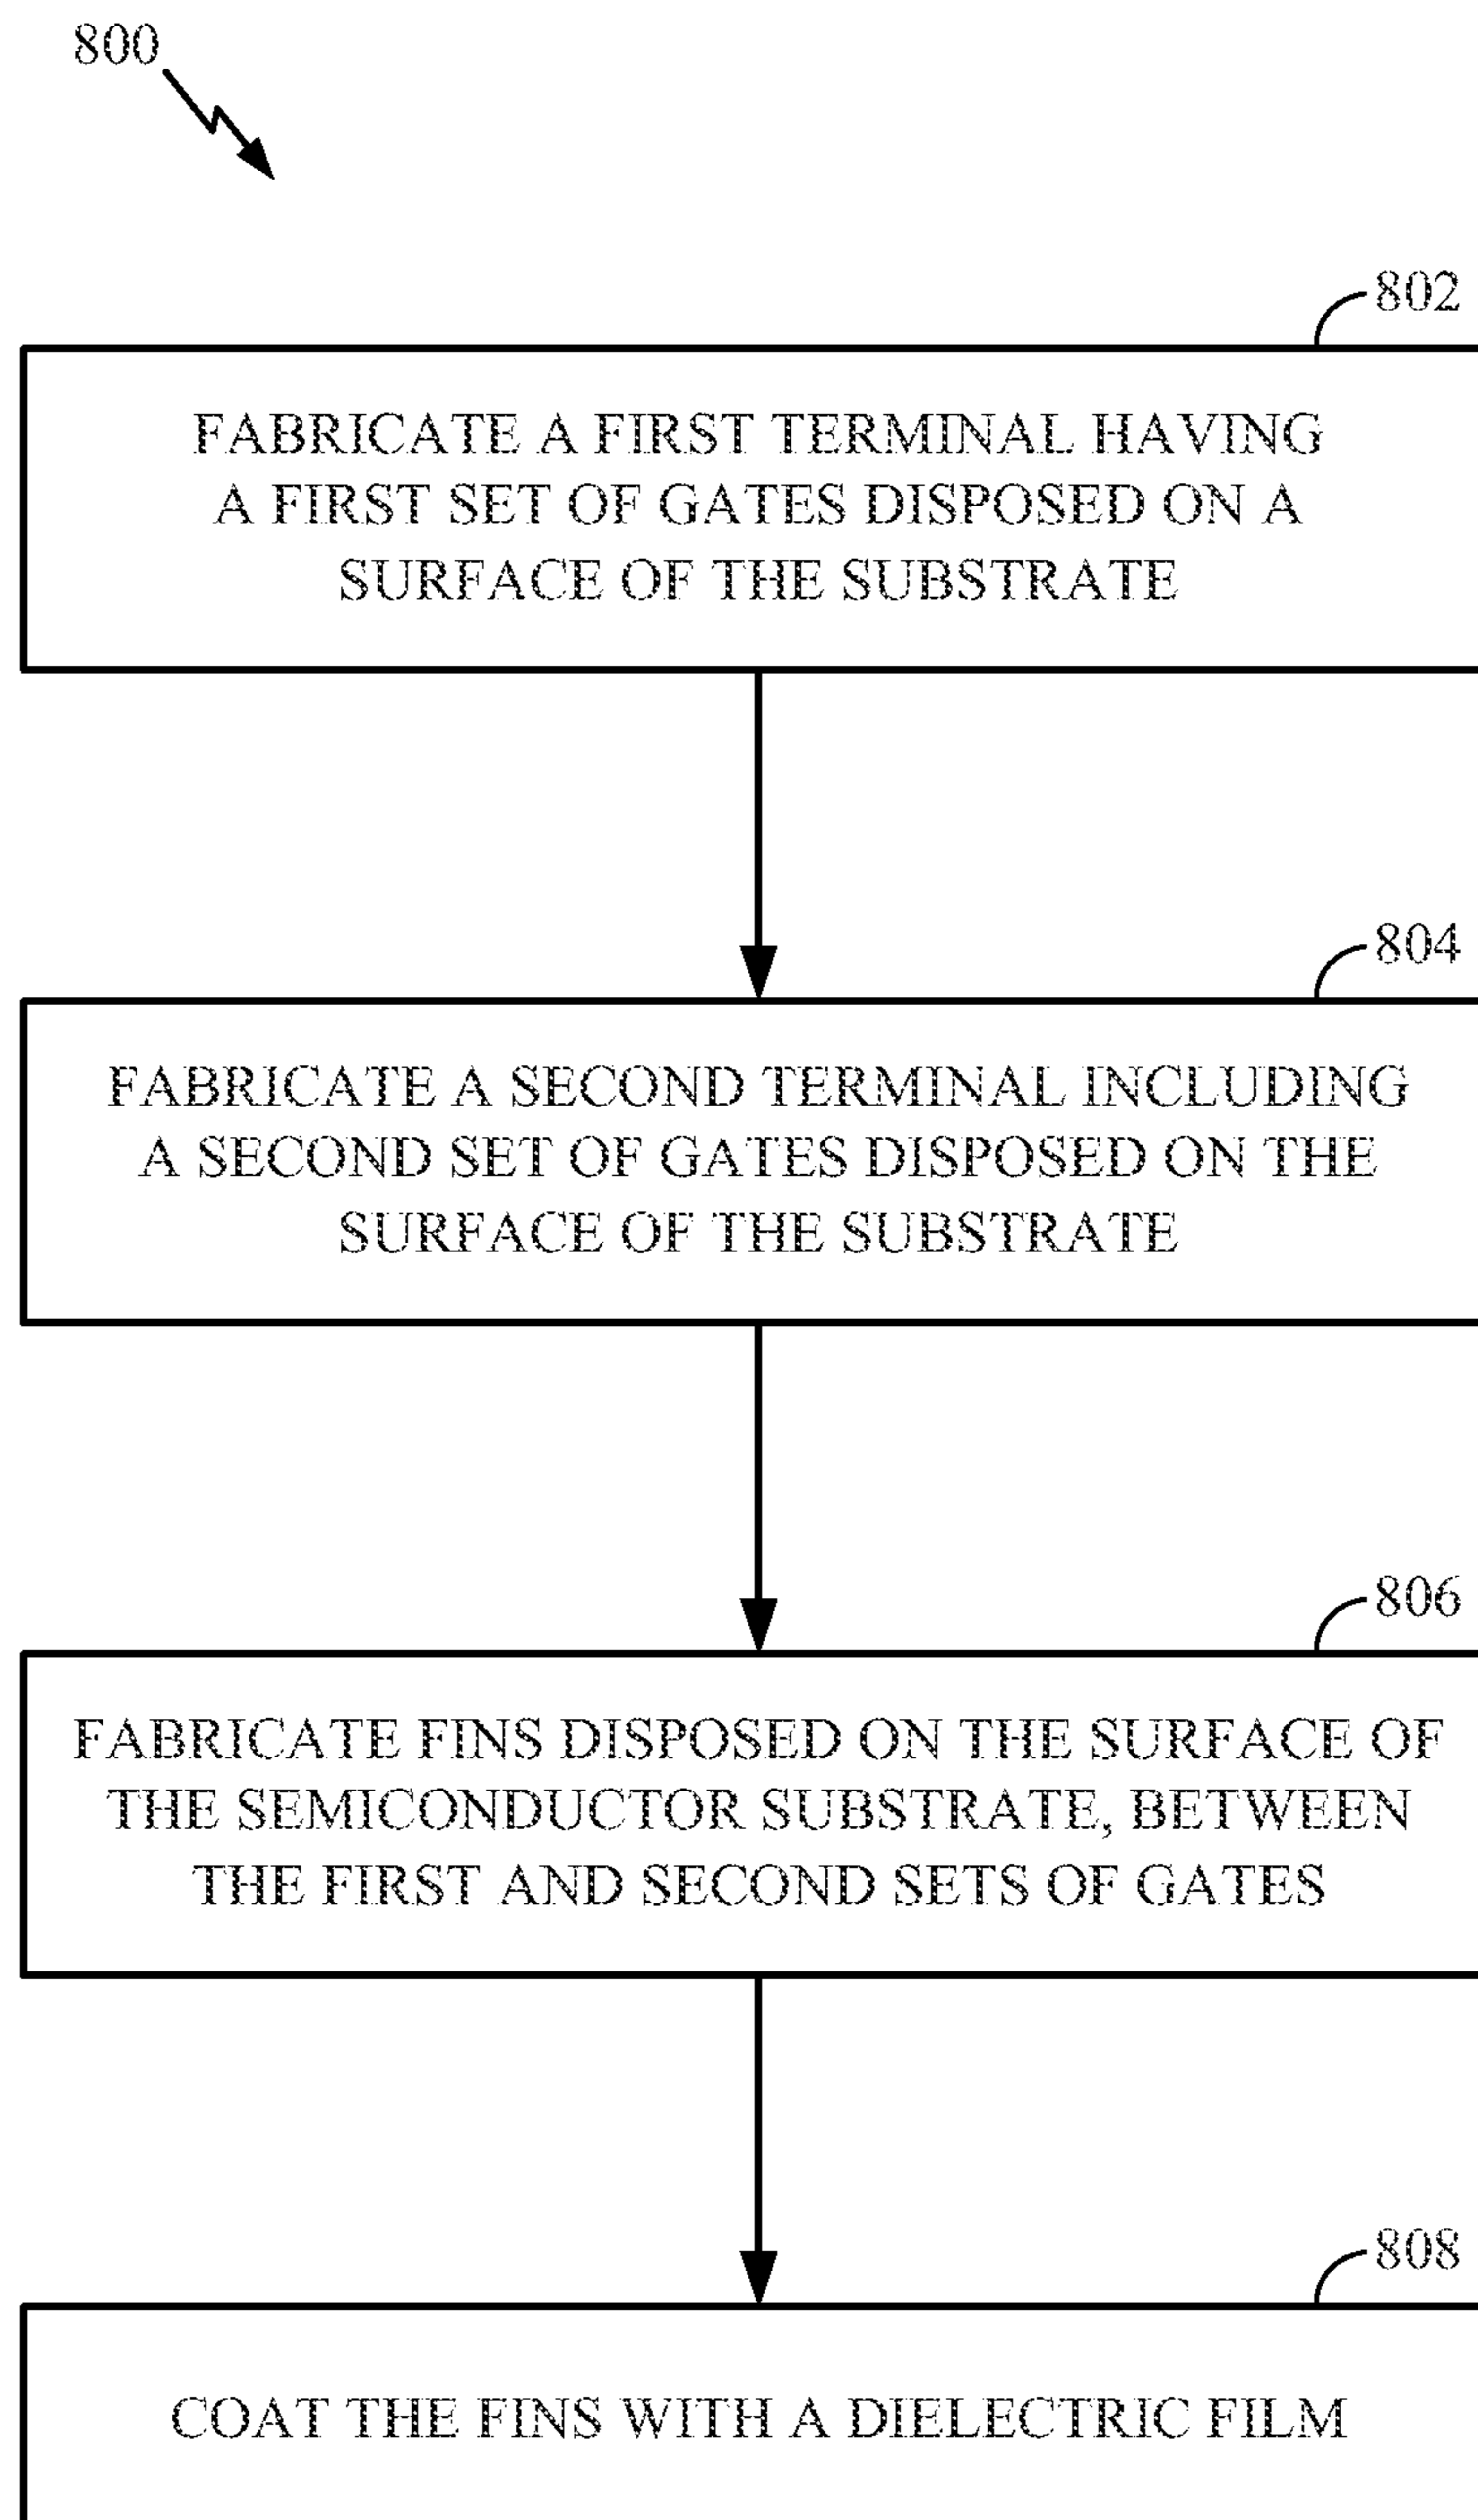 800
802
FABRICATE A FIRST TERMINAL HAVING
A FIRST SET OF GATES DISPOSED ON A
SURFACE OF THE SUBSTRATE
804
FABRICATE A SECOND TERMINAL INCLUDING
A SECOND SET OF GATES DISPOSED ON THE
SURFACE OF THE SUBSTRATE
806
FABRICATE FINS DISPOSED ON THE SURFACE OF
THE SEMICONDUCTOR SUBSTRATE, BETWEEN
THE FIRST AND SECOND SETS OF GATES
808
COAT THE FINS WITH A DIELECTRIC FILM